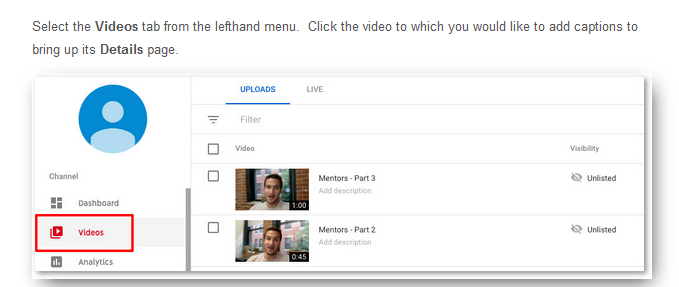 Select the Videos tab from the lefthand menu.  Click the video to which you would like to add captions to
bring up its Details page.
UPLOADS LIVE
Filter
Video Visibility
Channel
Mentors - Part 3 Unlisted
Add description
1:00
Dashboard
Videos
Mentors - Part 2 Unlisted
Add description
0:45
Analytics